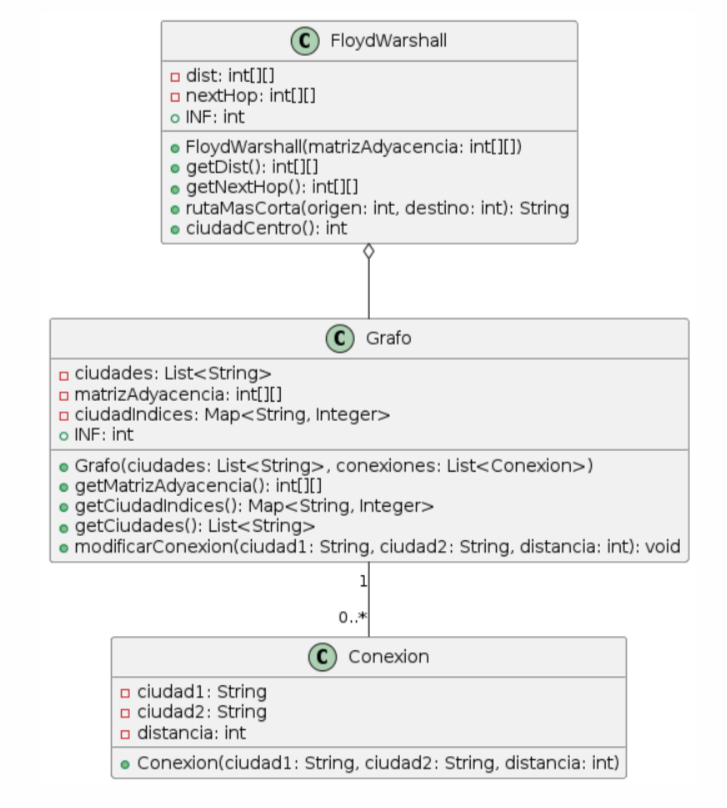 C FloydWarshall
dist: int[][]
nextHop: int[][]
INF: int
FloydWarshall(matrizAdyacencia: int[][])
getDist(): int[][]
getNextHop(): int[][]
rutaMasCorta(origen: int, destino: int): String
ciudadCentro(): int
C Grafo
ciudades: List<String>
matrizAdyacencia: int[][]
ciudadIndices: Map<String, Integer>
INF: int
Grafo(ciudades: List<String>, conexiones: List<Conexion>)
getMatrizAdyacencia(): int[][]
getCiudadIndices(): Map<String, Integer>
getCiudades(): List<String>
modificarConexion(ciudad1: String, ciudad2: String, distancia: int): void
1
0..*
C Conexion
ciudad1: String
ciudad2: String
distancia: int
Conexion(ciudad1: String, ciudad2: String, distancia: int)